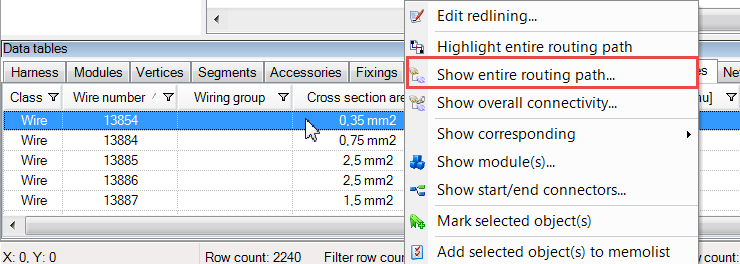 Edit redlining...
Highlight entire routing path
Show entire routing path...
Show overall connectivity...
Show corresponding
Show module(s)...
Show start/end connectors...
Mark selected object(s)
Add selected object(s) to memolist
Data tables
Harness Modules Vertices Segments Accessories Fixings
Class Wire number Wiring group Cross section are
Wire 13854 0,35 mm2
Wire 13884 0,75 mm2
Wire 13885 2,5 mm2
Wire 13886 2,5 mm2
Wire 13887 1,5 mm2
X: 0, Y: 0 Row count: 2240 Filter row coun